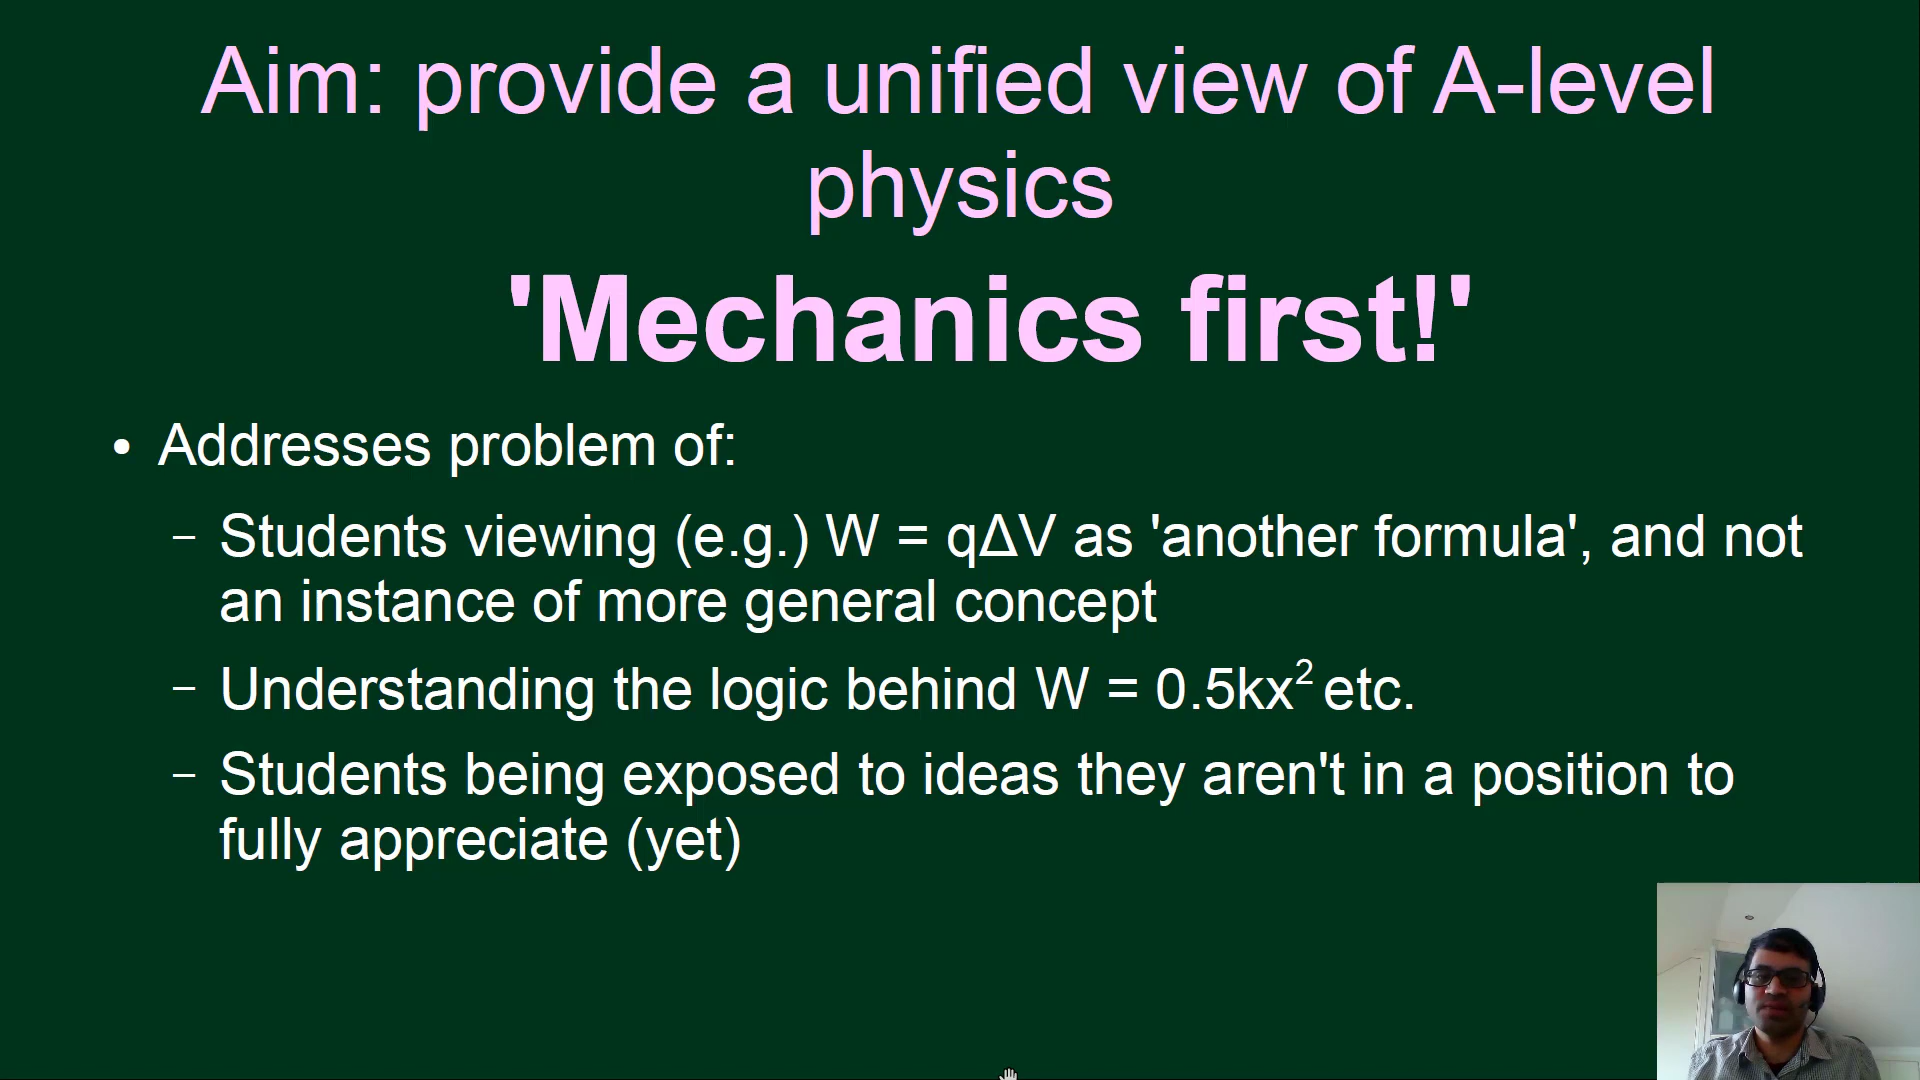 Aim: provide a unified view of A-level
physics
'Mechanics first!'
• Addresses problem of:
– Students viewing (e.g.) W = qΔV as 'another formula', and not
an instance of more general concept
– Understanding the logic behind W = 0.5kx² etc.
– Students being exposed to ideas they aren't in a position to
fully appreciate (yet)